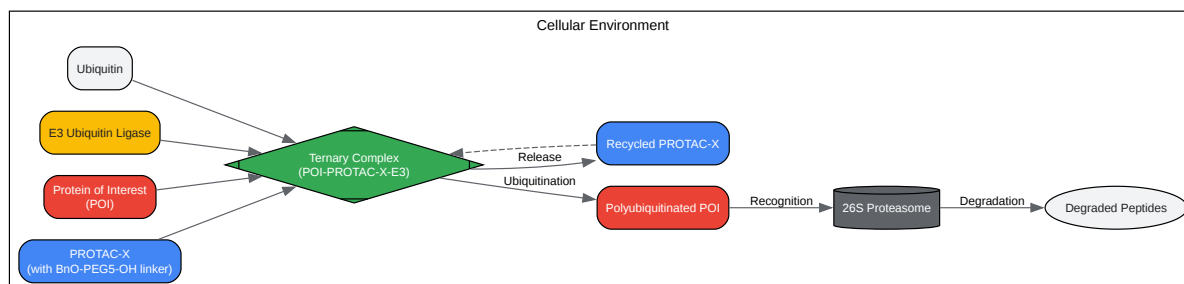 Cellular Environment
Ubiquitin
E3 Ubiquitin Ligase
Protein of Interest
(POI)
PROTAC-X
(with BnO-PEG5-OH linker)
Ternary Complex
(POI-PROTAC-X-E3)
Release
Ubiquitination
Recycled PROTAC-X
Polyubiquitinated POI
Recognition
26S Proteasome
Degradation
Degraded Peptides